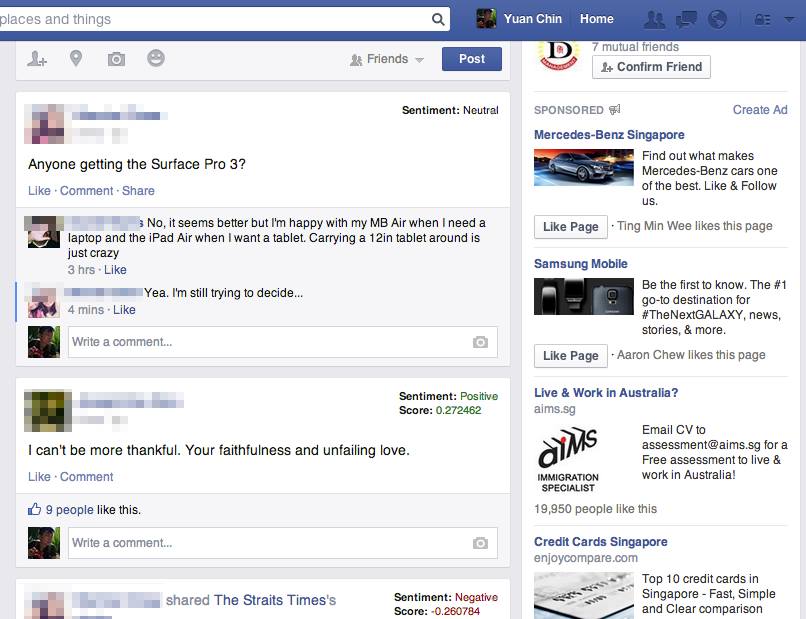 places and things
Yuan Chin
Home
Friends
Post
Sentiment: Neutral
Anyone getting the Surface Pro 3?
Like · Comment · Share
No, it seems better but I'm happy with my MB Air when I need a
laptop and the iPad Air when I want a tablet. Carrying a 12in tablet around is
just crazy
3 hrs · Like
Yea. I'm still trying to decide...
4 mins · Like
Write a comment...
Sentiment: Positive
Score: 0.272462
I can't be more thankful. Your faithfulness and unfailing love.
Like · Comment
9 people like this.
Write a comment...
shared The Straits Times's
Sentiment: Negative
Score: -0.260784
7 mutual friends
Confirm Friend
SPONSORED
Create Ad
Mercedes-Benz Singapore
Find out what makes
Mercedes-Benz cars one
of the best. Like & Follow
us.
Like Page · Ting Min Wee likes this page
Samsung Mobile
Be the first to know. The #1
go-to destination for
#TheNextGALAXY, news,
stories, & more.
Like Page · Aaron Chew likes this page
Live & Work in Australia?
aims.sg
aiMS
IMMIGRATION
SPECIALIST
Email CV to
assessment@aims.sg for a
Free assessment to live &
work in Australia!
19,950 people like this
Credit Cards Singapore
enjoycompare.com
Top 10 credit cards in
Singapore - Fast, Simple
and Clear comparison